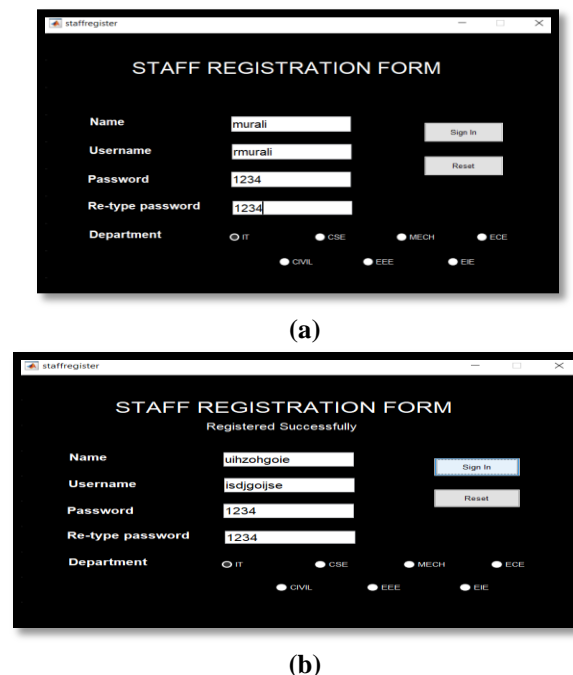 staffregister
STAFF REGISTRATION FORM
Name murali
Sign In
Username rmurali
Reset
Password 1234
Re-type password 1234
Department IT CSE MECH ECE
CIVIL EEE EIE
(a)
staffregister
STAFF REGISTRATION FORM
Registered Successfully
Name uihzohgoie
Sign In
Username isdjgoijse
Reset
Password 1234
Re-type password 1234
Department IT CSE MECH ECE
CIVIL EEE EIE
(b)